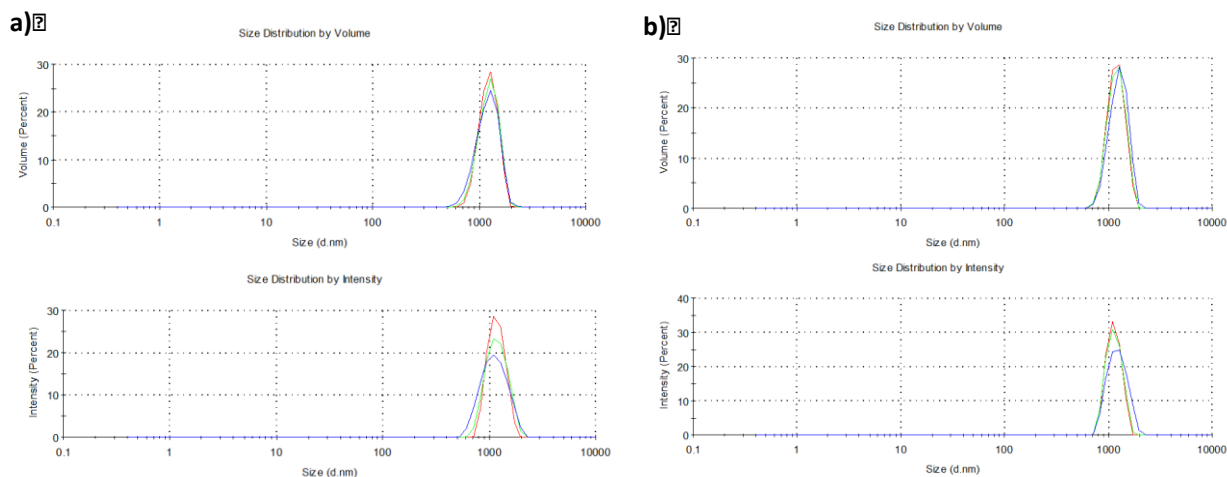 a)⍰
Size Distribution by Volume
Volume (Percent)
30
20
10
0
0.1 1 10 100 1000 10000
Size (d.nm)
Size Distribution by Intensity
Intensity (Percent)
30
20
10
0
0.1 1 10 100 1000 10000
Size (d.nm)
b)⍰
Size Distribution by Volume
Volume (Percent)
30
20
10
0
0.1 1 10 100 1000 10000
Size (d.nm)
Size Distribution by Intensity
Intensity (Percent)
40
30
20
10
0
0.1 1 10 100 1000 10000
Size (d.nm)